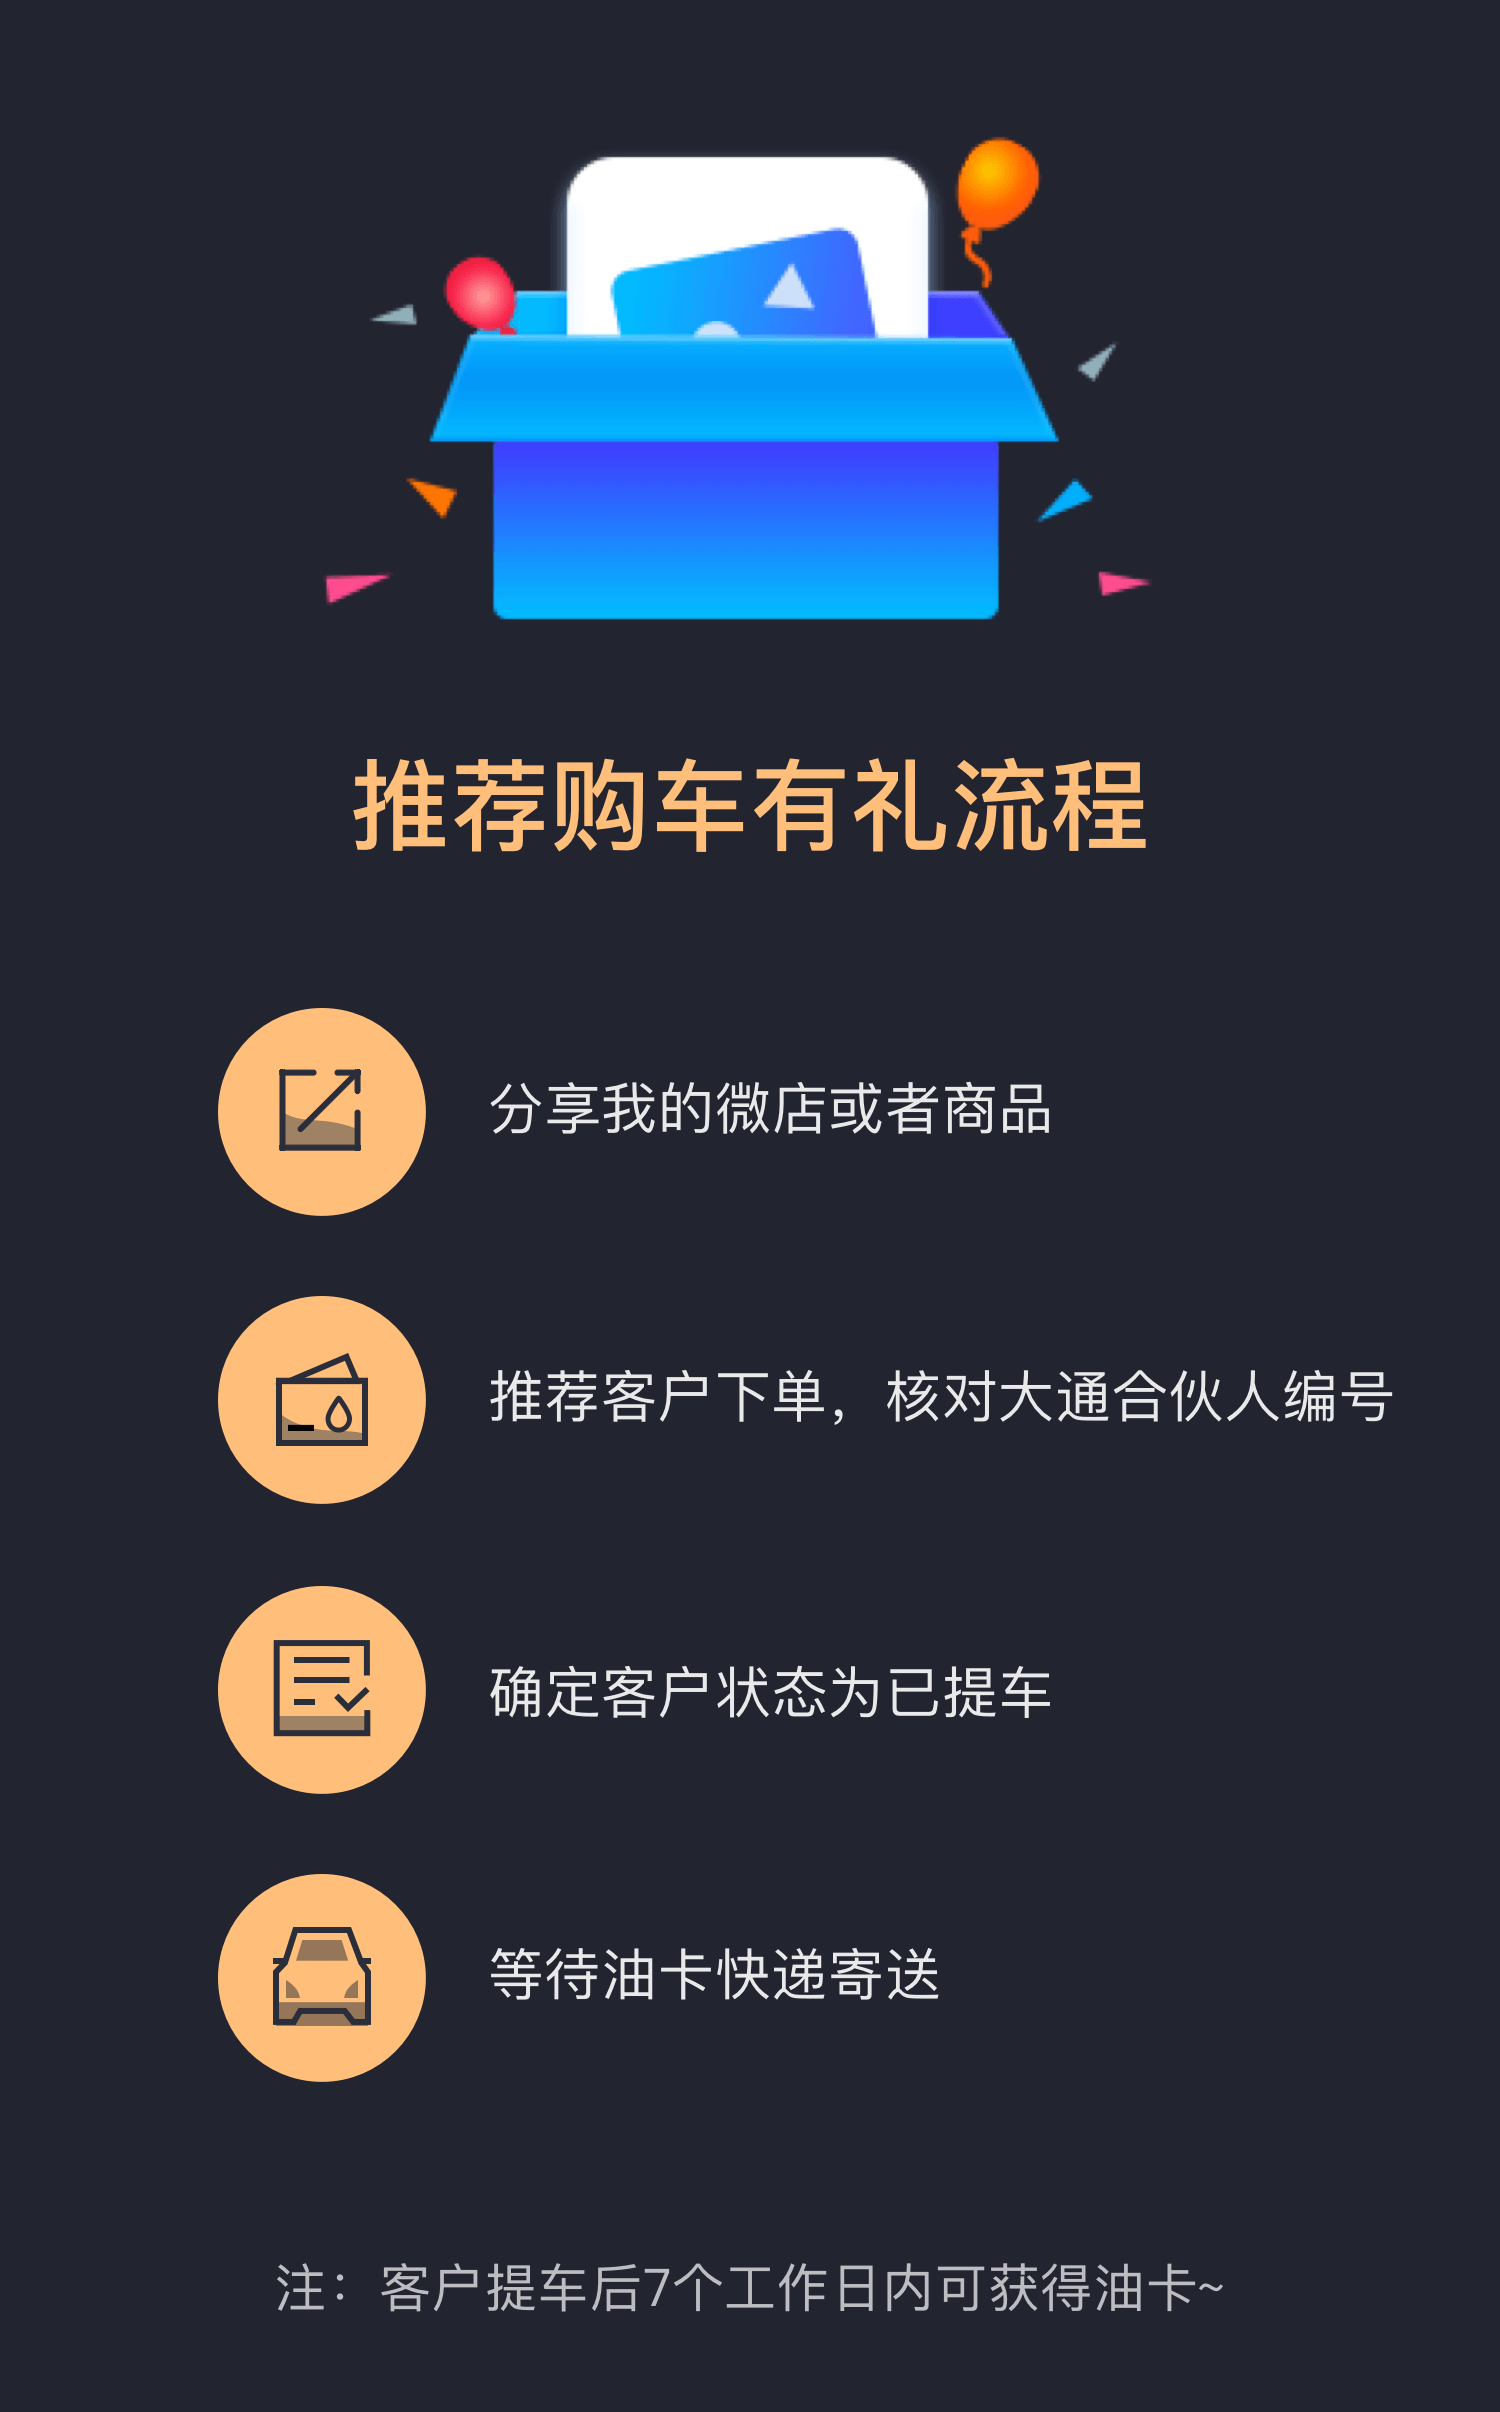 推荐购车有礼流程
分享我的微店或者商品
推荐客户下单，核对大通合伙人编号
确定客户状态为已提车
等待油卡快递寄送
注：客户提车后7个工作日内可获得油卡~